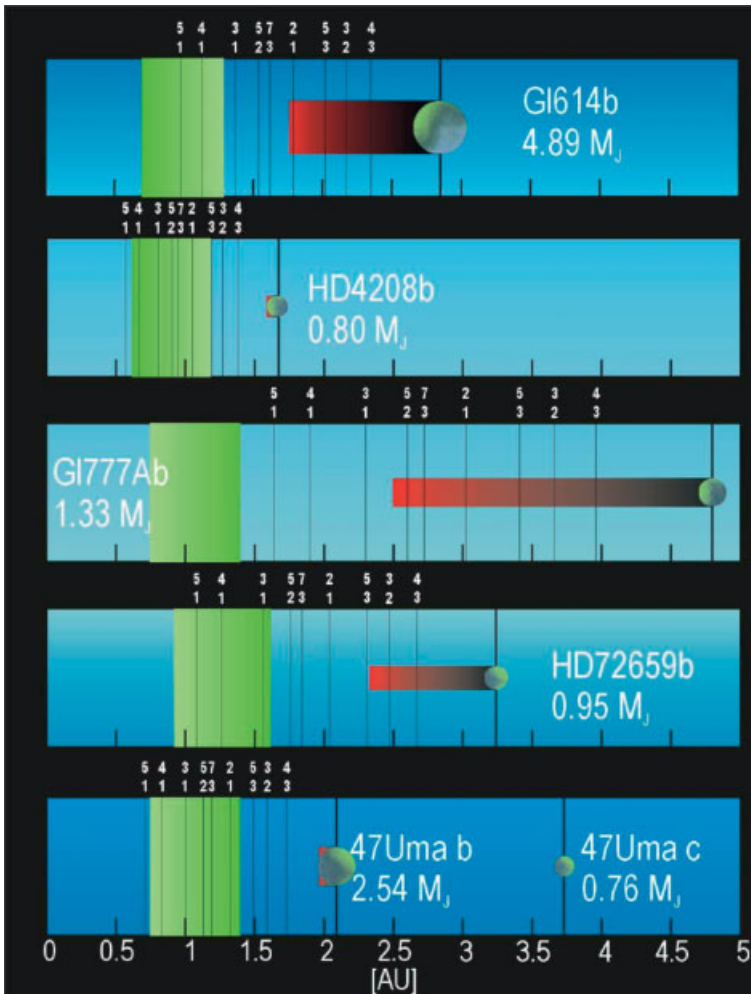 5 4 3 5 7 2 5 3 4
1 1 1 2 3 1 3 2 3
Gl614b
4.89 MJ
5 4 3 5 7 2 5 3 4
1 1 1 2 3 1 3 2 3
HD4208b
0.80 MJ
5 4 3 5 7 2 5 3 4
1 1 1 2 3 1 3 2 3
Gl777Ab
1.33 MJ
5 4 3 5 7 2 5 3 4
1 1 1 2 3 1 3 2 3
HD72659b
0.95 MJ
5 4 3 5 7 2 5 3 4
1 1 1 2 3 1 3 2 3
47Uma b 47Uma c
2.54 MJ 0.76 MJ
0 0.5 1 1.5 2 2.5 3 3.5 4 4.5 5
[AU]